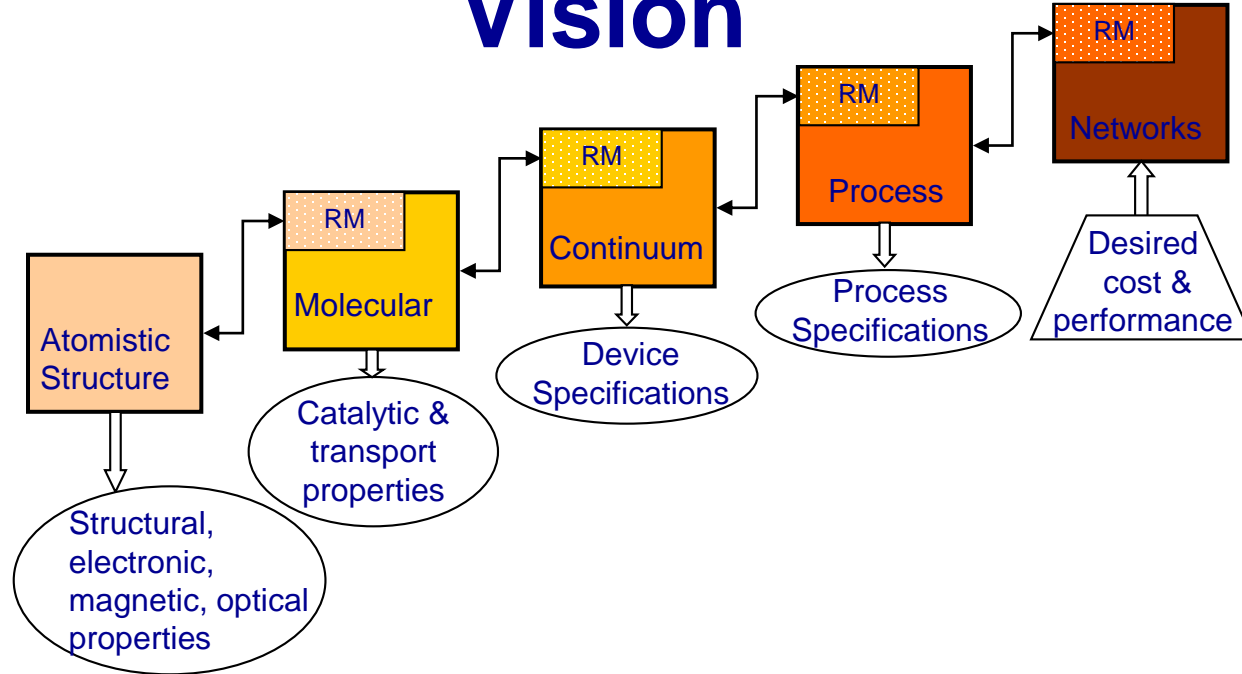 Vision
RM
Networks
Desired
cost &
performance
RM
Process
Process
Specifications
RM
Continuum
Device
Specifications
RM
Molecular
Catalytic &
transport
properties
Atomistic
Structure
Structural,
electronic,
magnetic, optical
properties